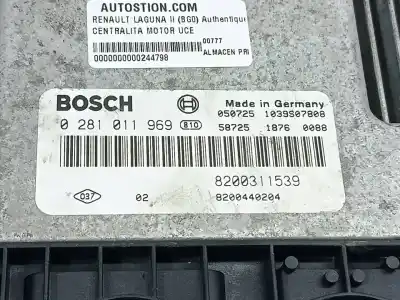 AUTOSTION.COM
RENAULT LAGUNA II (BG0) Authentique
CENTRALITA MOTOR UCE
00777
0000000000244798 ALMACEN PRI
BOSCH Made in Germany
050725 1039S07808
0 281 011 969 E10 58725 1876 0088
8200311539
037 02 8200440204